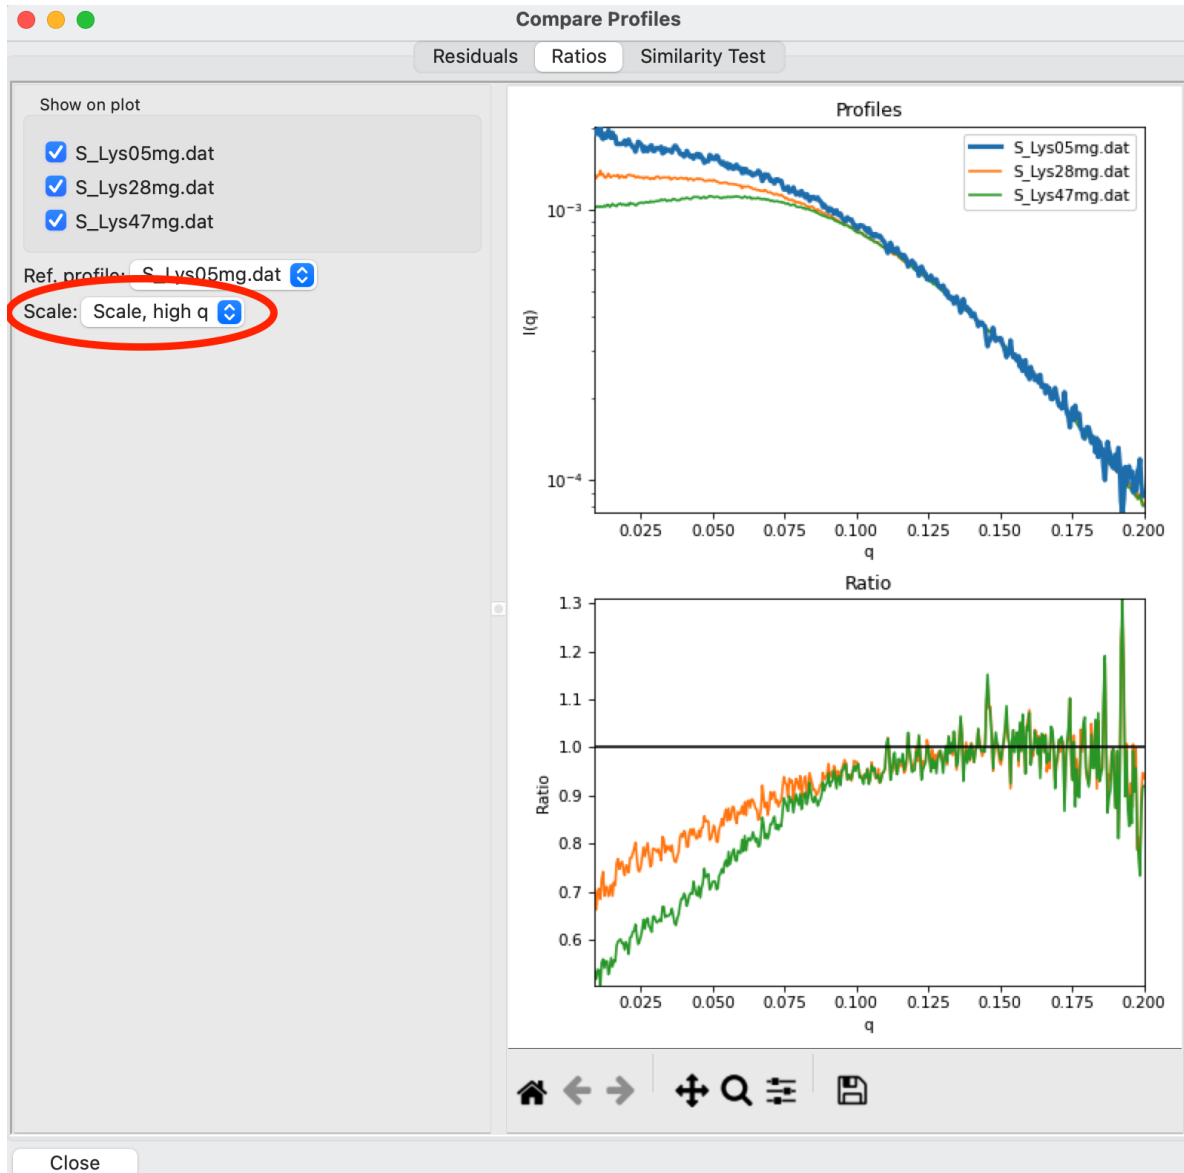 Compare Profiles
Residuals Ratios Similarity Test
Show on plot
S_Lys05mg.dat
S_Lys28mg.dat
S_Lys47mg.dat
Ref. profile: S_Lys05mg.dat
Scale: Scale, high q
Profiles
S_Lys05mg.dat
S_Lys28mg.dat
S_Lys47mg.dat
10⁻³
10⁻⁴
I(q)
0.025 0.050 0.075 0.100 0.125 0.150 0.175 0.200
q
Ratio
1.3
1.2
1.1
1.0
0.9
0.8
0.7
0.6
Ratio
0.025 0.050 0.075 0.100 0.125 0.150 0.175 0.200
q
Close